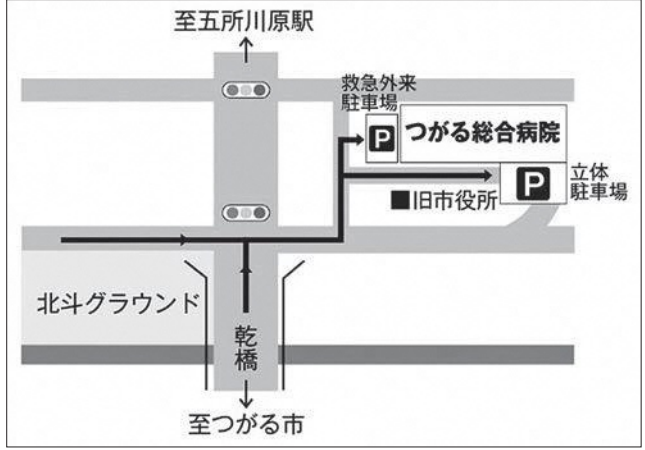 至五所川原駅
救急外来
駐車場
P
つがる総合病院
P
立体
駐車場
■旧市役所
北斗グラウンド
乾橋
至つがる市